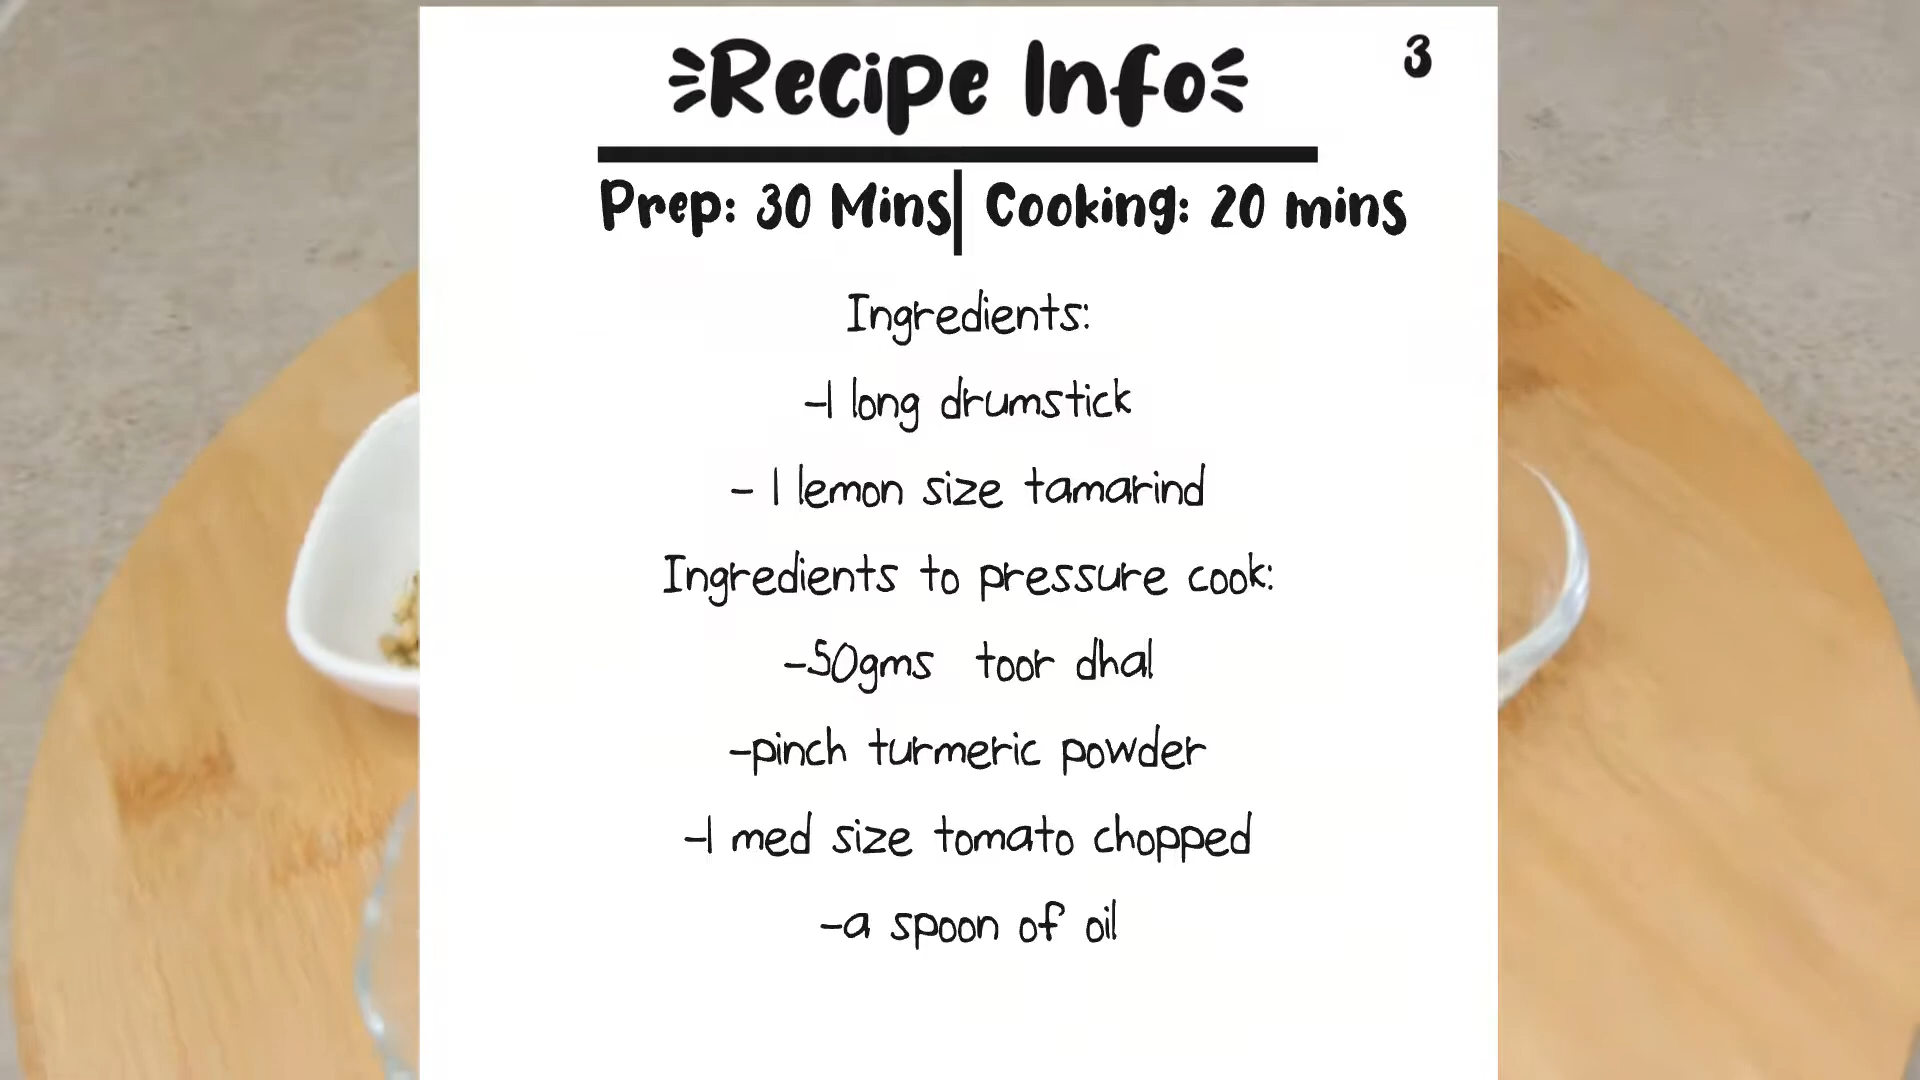 Recipe Info
3
Prep: 30 Mins| Cooking: 20 mins
Ingredients:
-1 long drumstick
- 1 lemon size tamarind
Ingredients to pressure cook:
-50gms toor dhal
-pinch turmeric powder
-1 med size tomato chopped
-a spoon of oil